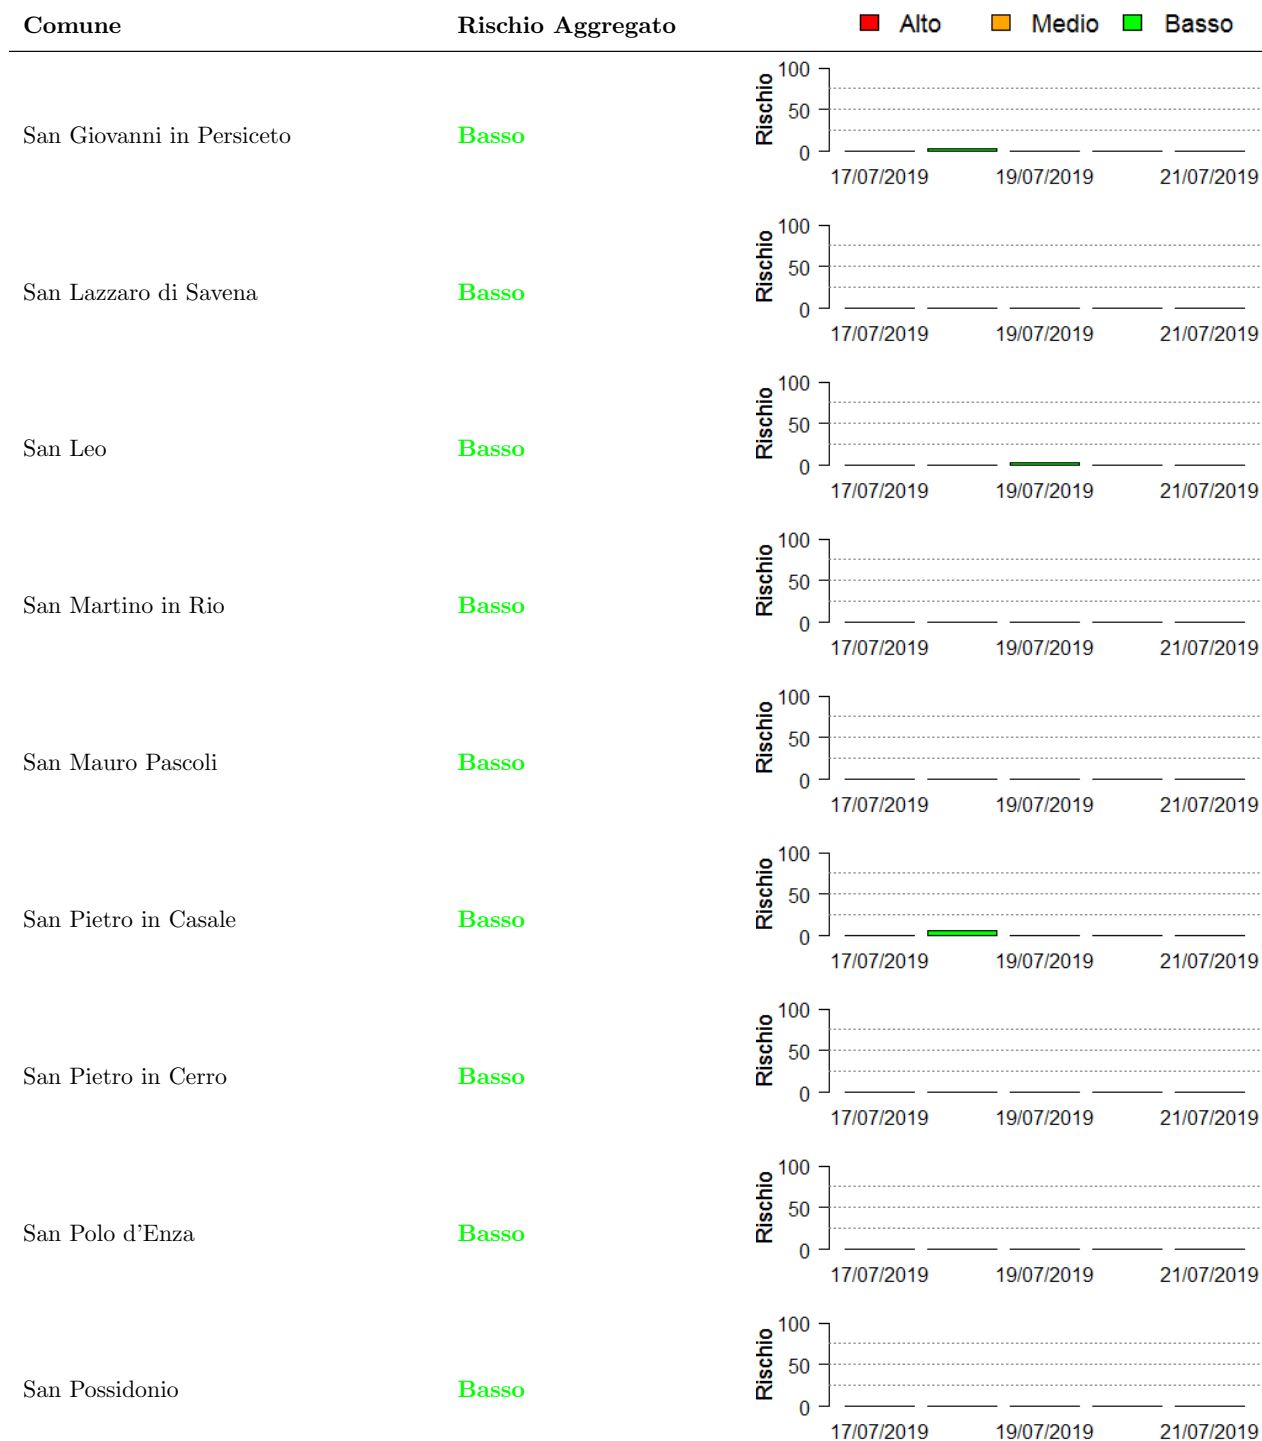 Comune Rischio Aggregato Alto Medio Basso
San Giovanni in Persiceto Basso Rischio 100 50 0
17/07/2019 19/07/2019 21/07/2019
San Lazzaro di Savena Basso Rischio 100 50 0
17/07/2019 19/07/2019 21/07/2019
San Leo Basso Rischio 100 50 0
17/07/2019 19/07/2019 21/07/2019
San Martino in Rio Basso Rischio 100 50 0
17/07/2019 19/07/2019 21/07/2019
San Mauro Pascoli Basso Rischio 100 50 0
17/07/2019 19/07/2019 21/07/2019
San Pietro in Casale Basso Rischio 100 50 0
17/07/2019 19/07/2019 21/07/2019
San Pietro in Cerro Basso Rischio 100 50 0
17/07/2019 19/07/2019 21/07/2019
San Polo d'Enza Basso Rischio 100 50 0
17/07/2019 19/07/2019 21/07/2019
San Possidonio Basso Rischio 100 50 0
17/07/2019 19/07/2019 21/07/2019